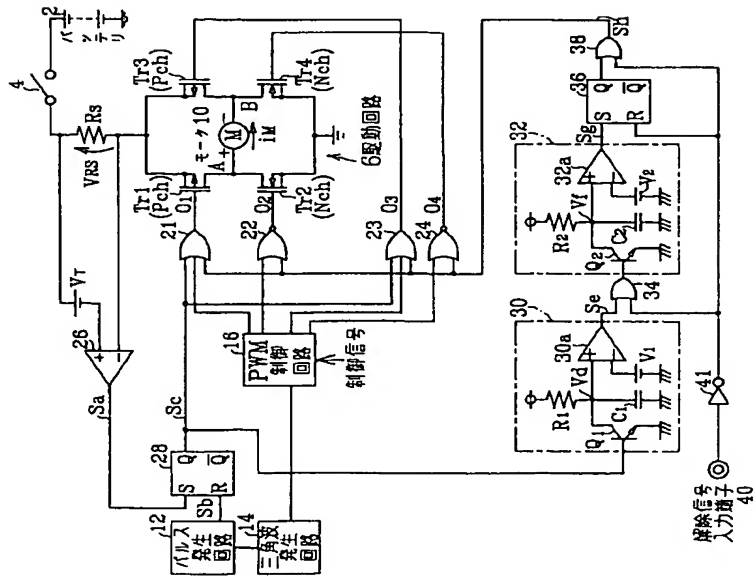 2
バッテリ
4
RS
VRS
VT
26
Sa
Tr1
(Pch)
Tr3
(Pch)
モータ10
A
+
M
-
B
iM
Tr2
(Nch)
Tr4
(Nch)
6駆動回路
21
O1
22
O2
23
O3
24
O4
16
PWM
制御
回路
制御信号
Sc
28
S Q
R Q
Sb
12
パルス
発生
回路
14
三角波
発生
回路
30
R1
Vd
30a
+
-
Q1
C1
V1
Se
34
32
R2
Vf
32a
+
-
Q2
C2
V2
Sg
36
S Q
R Q
38
Sh
41
解除信号
入力端子
40